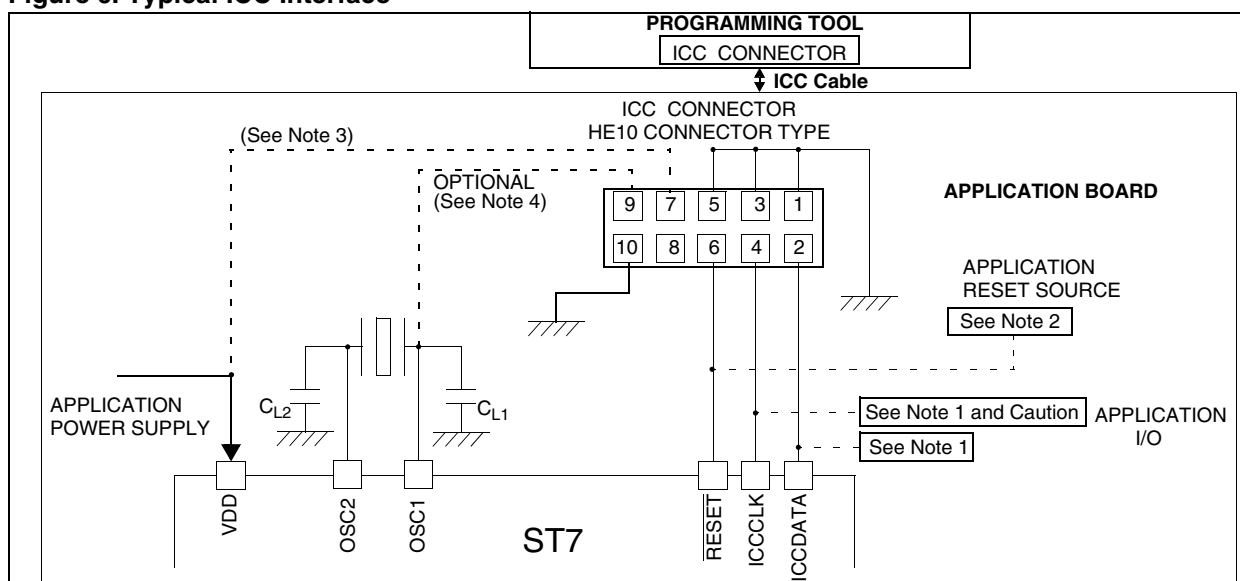 Figure 6. Typical ICC Interface
PROGRAMMING TOOL
ICC CONNECTOR
ICC Cable
ICC CONNECTOR
HE10 CONNECTOR TYPE
(See Note 3)
OPTIONAL
(See Note 4)
9 7 5 3 1
10 8 6 4 2
APPLICATION BOARD
APPLICATION
RESET SOURCE
See Note 2
CL2
CL1
APPLICATION
POWER SUPPLY
See Note 1 and Caution
APPLICATION
I/O
See Note 1
VDD
OSC2
OSC1
RESET
ICCCLK
ICCDATA
ST7